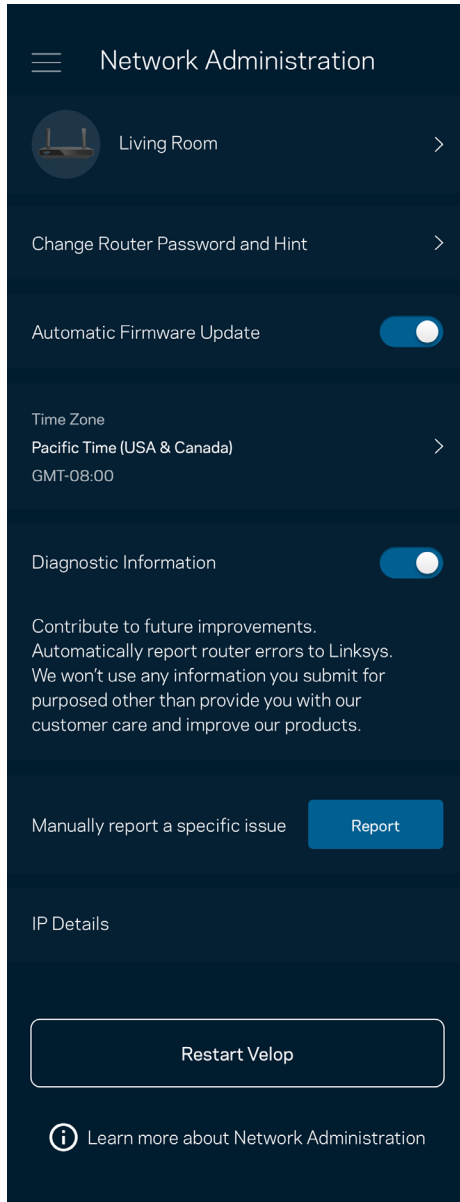 Network Administration
Living Room
Change Router Password and Hint
Automatic Firmware Update
Time Zone
Pacific Time (USA & Canada)
GMT-08:00
Diagnostic Information
Contribute to future improvements.
Automatically report router errors to Linksys.
We won't use any information you submit for
purposed other than provide you with our
customer care and improve our products.
Manually report a specific issue
Report
IP Details
Restart Velop
Learn more about Network Administration